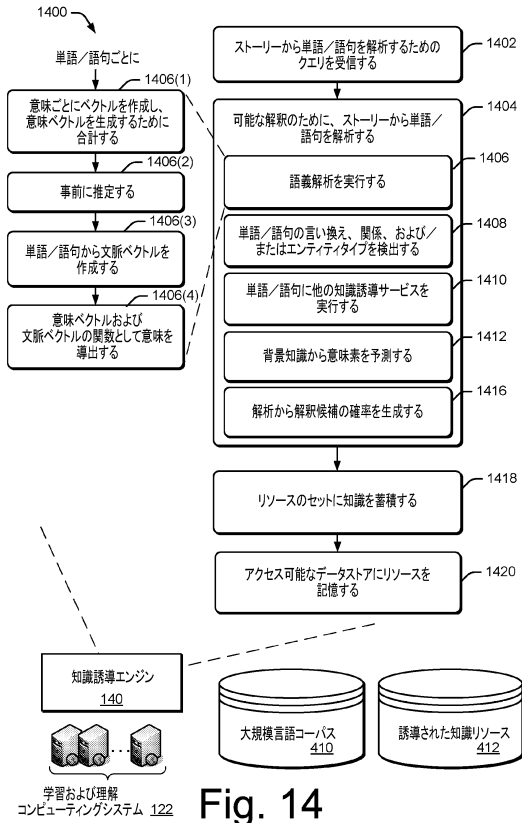 1400
単語／語句ごとに
1406(1)
意味ごとにベクトルを作成し、
意味ベクトルを生成するために
合計する
1406(2)
事前に推定する
1406(3)
単語／語句から文脈ベクトルを
作成する
1406(4)
意味ベクトルおよび
文脈ベクトルの関数として意味を
導出する
ストーリーから単語／語句を解析するための
クエリを受信する
1402
1404
可能な解釈のために、ストーリーから単語／
語句を解析する
1406
語義解析を実行する
1408
単語／語句の言い換え、関係、および／
またはエンティティタイプを検出する
1410
単語／語句に他の知識誘導サービスを
実行する
1412
背景知識から意味素を予測する
1416
解析から解釈候補の確率を生成する
1418
リソースのセットに知識を蓄積する
1420
アクセス可能なデータストアにリソースを
記憶する
知識誘導エンジン
140
大規模言語コーパス
410
誘導された知識リソース
412
学習および理解
コンピューティングシステム 122
Fig. 14